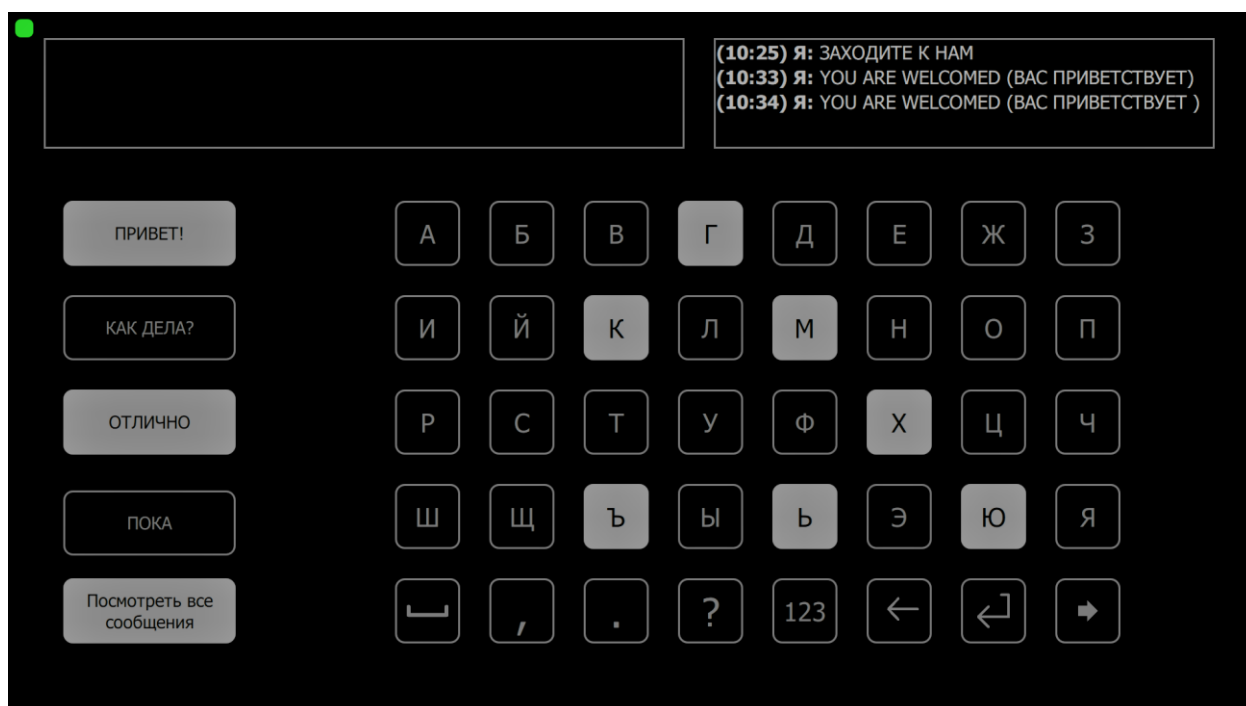 (10:25) Я: ЗАХОДИТЕ К НАМ
(10:33) Я: YOU ARE WELCOMED (ВАС ПРИВЕТСТВУЕТ)
(10:34) Я: YOU ARE WELCOMED (ВАС ПРИВЕТСТВУЕТ )
ПРИВЕТ!
А Б В Г Д Е Ж З
КАК ДЕЛА?
И Й К Л М Н О П
ОТЛИЧНО
Р С Т У Ф Х Ц Ч
ПОКА
Ш Щ Ъ Ы Ь Э Ю Я
Посмотреть все
сообщения
, . ? 123